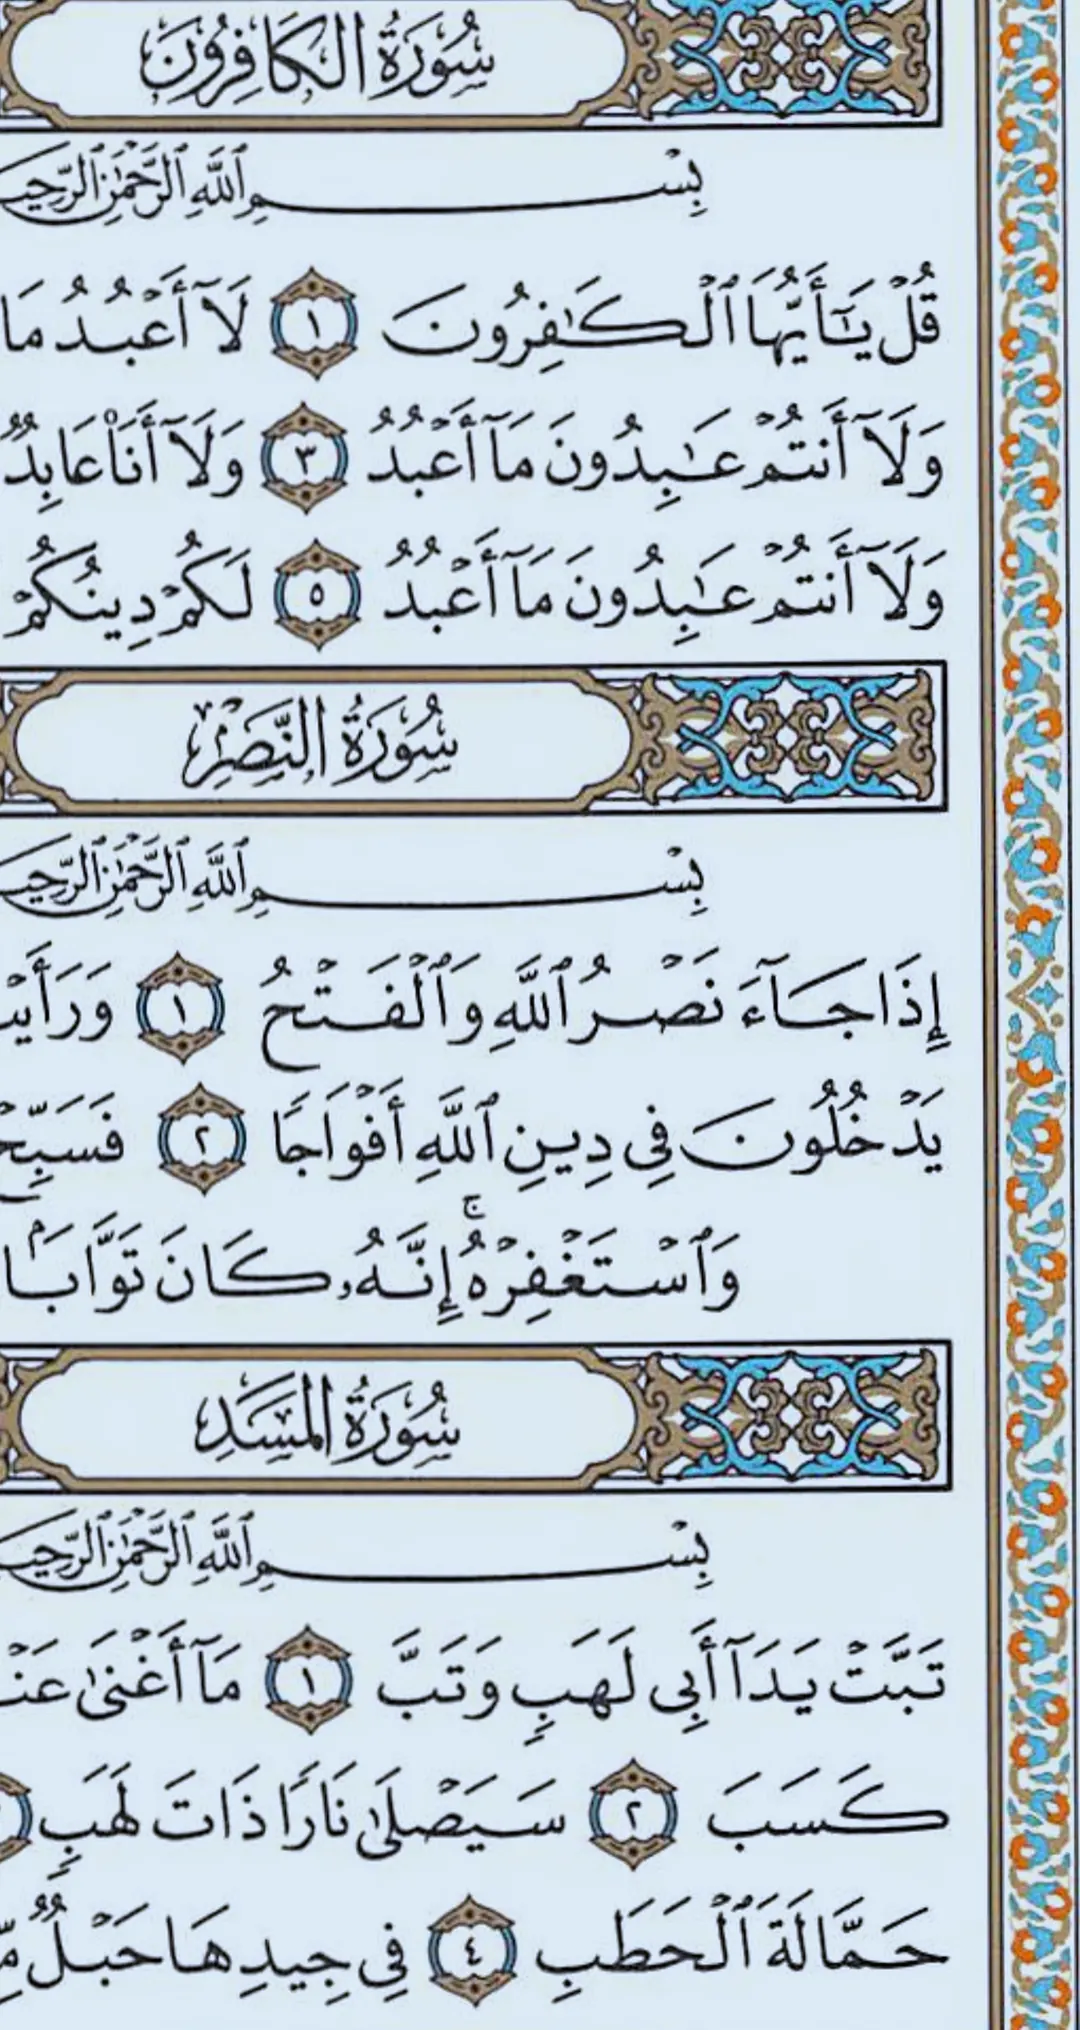 سُورَةُ الكَافِرُونَ
بِسْمِ ٱللَّهِ ٱلرَّحْمَٰنِ
قُلْ يَٰٓأَيُّهَا ٱلْكَٰفِرُونَ ١ لَآ أَعْبُدُ مَا
وَلَآ أَنتُمْ عَٰبِدُونَ مَآ أَعْبُدُ ٣ وَلَآ أَنَا۠ عَابِدٌ
وَلَآ أَنتُمْ عَٰبِدُونَ مَآ أَعْبُدُ ٥ لَكُمْ دِينُكُمْ
سُورَةُ النَّصْرِ
بِسْمِ ٱللَّهِ ٱلرَّحْمَٰنِ
إِذَا جَآءَ نَصْرُ ٱللَّهِ وَٱلْفَتْحُ ١
يَدْخُلُونَ فِى دِينِ ٱللَّهِ أَفْوَاجًا ٢
وَٱسْتَغْفِرْهُ ۚ إِنَّهُۥ كَانَ تَوَّابًۢا
سُورَةُ المَسَدِ
بِسْمِ ٱللَّهِ ٱلرَّحْمَٰنِ
تَبَّتْ يَدَآ أَبِى لَهَبٍ وَتَبَّ ١ مَآ أَغْنَىٰ
كَسَبَ ٢ سَيَصْلَىٰ نَارًا ذَاتَ لَهَبٍ
حَمَّالَةَ ٱلْحَطَبِ ٤ فِى جِيدِهَا حَبْلٌ